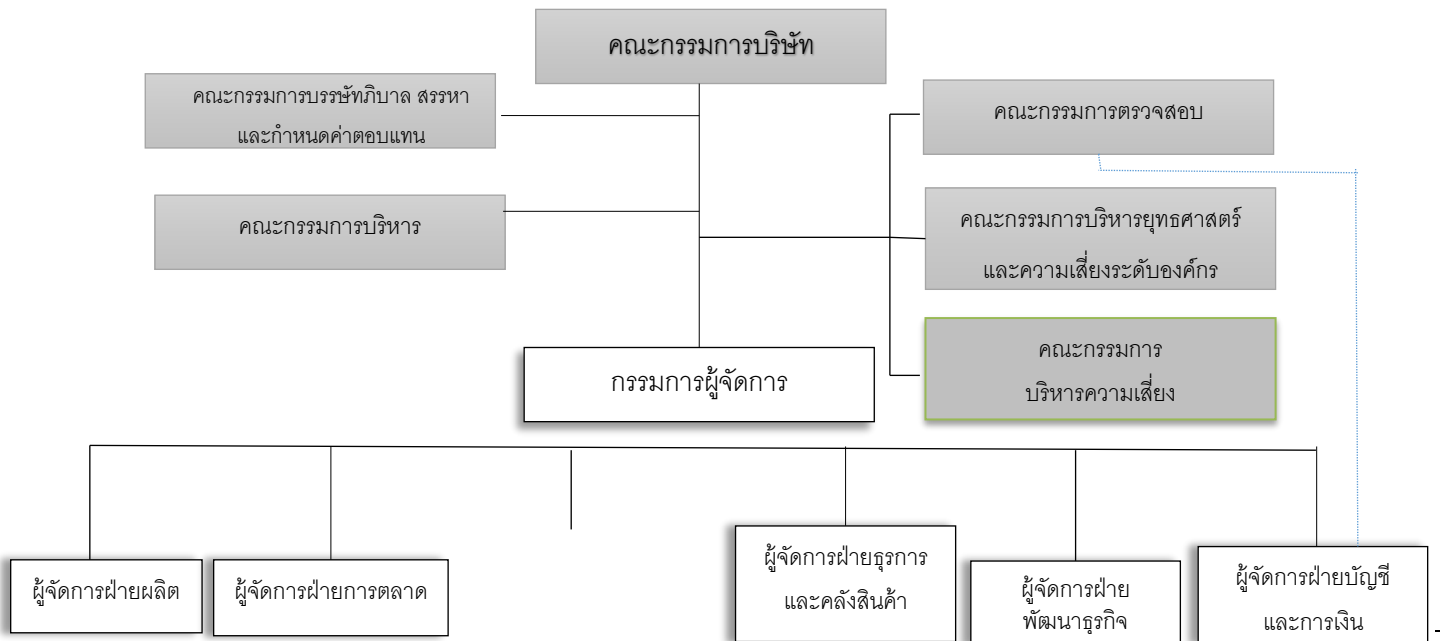 คณะกรรมการบริษัท
คณะกรรมการบรรษัทภิบาล สรรหา
และกำหนดค่าตอบแทน
คณะกรรมการตรวจสอบ
คณะกรรมการบริหาร
คณะกรรมการบริหารยุทธศาสตร์
และความเสี่ยงระดับองค์กร
คณะกรรมการ
บริหารความเสี่ยง
กรรมการผู้จัดการ
ผู้จัดการฝ่ายผลิต
ผู้จัดการฝ่ายการตลาด
ผู้จัดการฝ่ายธุรการ
และคลังสินค้า
ผู้จัดการฝ่าย
พัฒนาธุรกิจ
ผู้จัดการฝ่ายบัญชี
และการเงิน